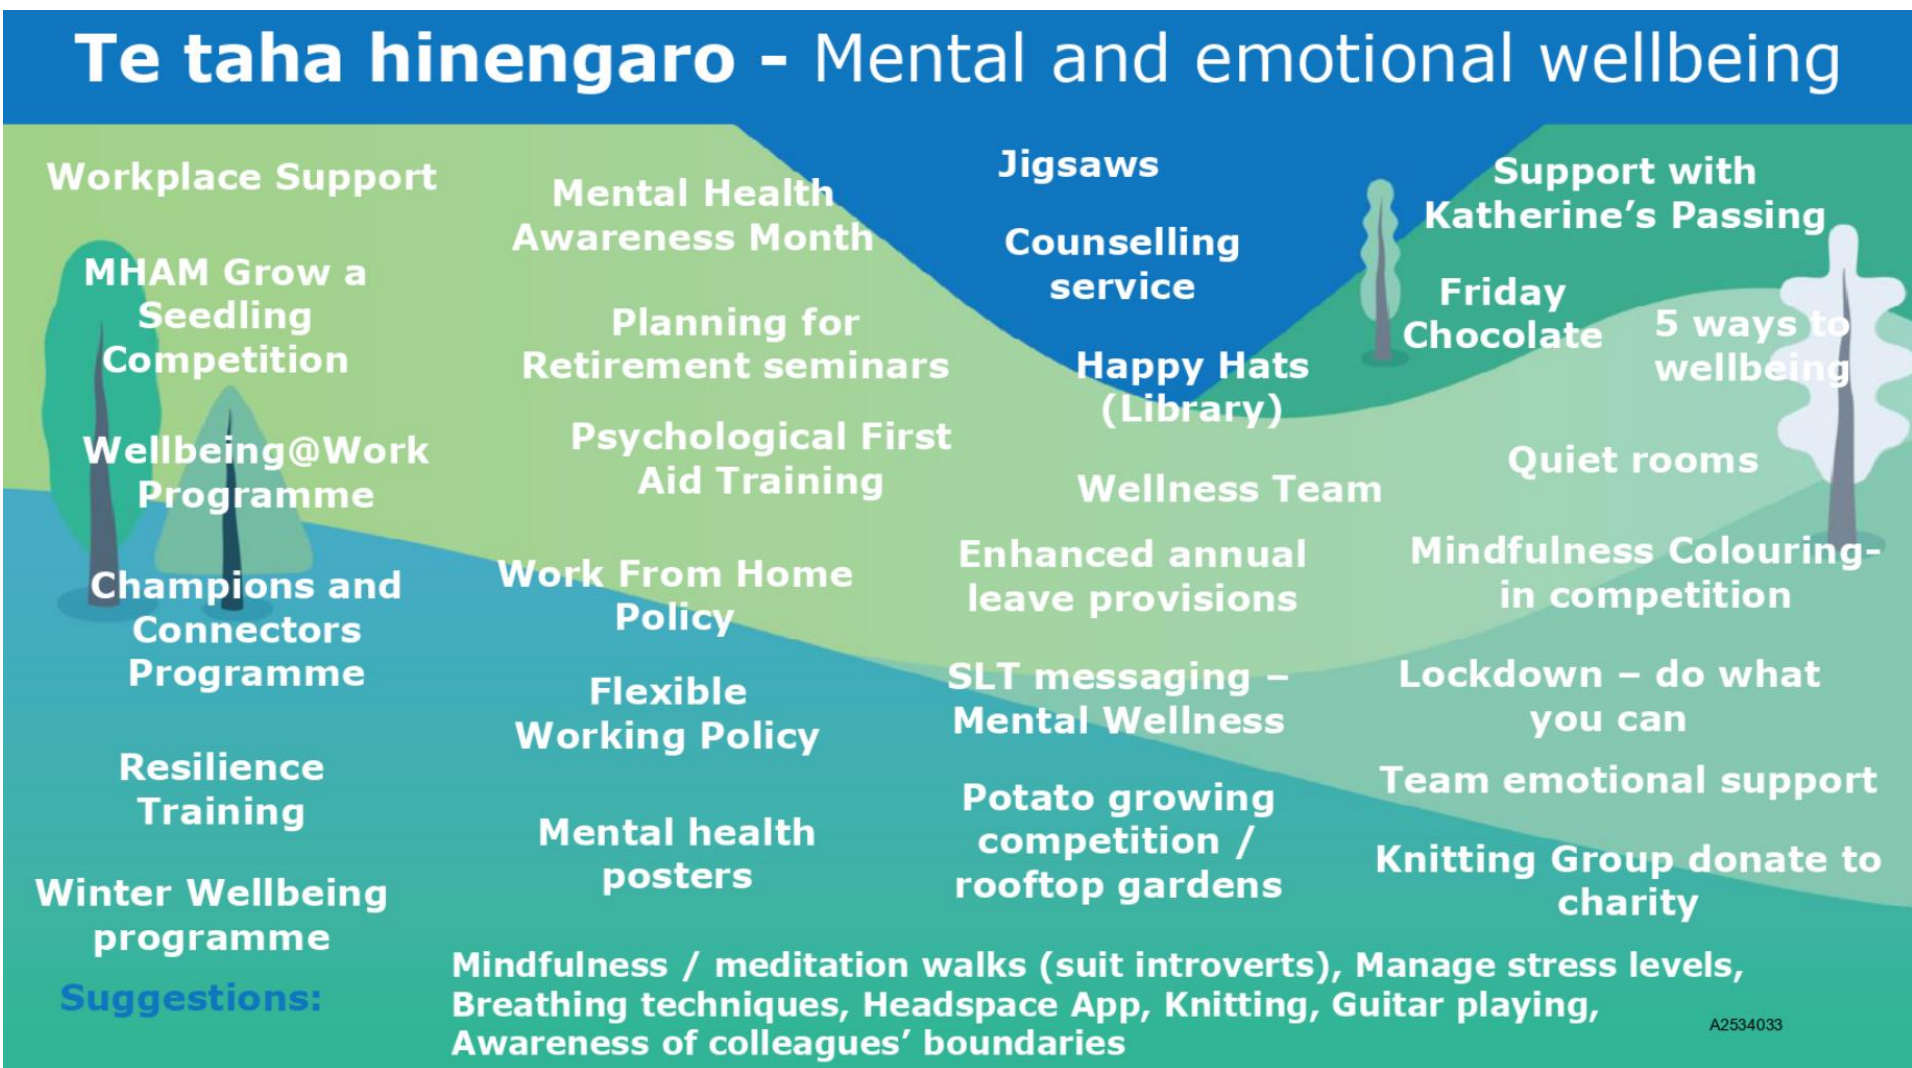 Te taha hinengaro - Mental and emotional wellbeing
Workplace Support
MHAM Grow a
Seedling
Competition
Wellbeing@Work
Programme
Champions and
Connectors
Programme
Resilience
Training
Winter Wellbeing
programme
Mental Health
Awareness Month
Planning for
Retirement seminars
Psychological First
Aid Training
Work From Home
Policy
Flexible
Working Policy
Mental health
posters
Jigsaws
Counselling
service
Happy Hats
(Library)
Wellness Team
Enhanced annual
leave provisions
SLT messaging –
Mental Wellness
Potato growing
competition /
rooftop gardens
Support with
Katherine’s Passing
Friday
Chocolate
5 ways to
wellbeing
Quiet rooms
Mindfulness Colouring-
in competition
Lockdown – do what
you can
Team emotional support
Knitting Group donate to
charity
Suggestions:
Mindfulness / meditation walks (suit introverts), Manage stress levels,
Breathing techniques, Headspace App, Knitting, Guitar playing,
Awareness of colleagues’ boundaries
A2534033